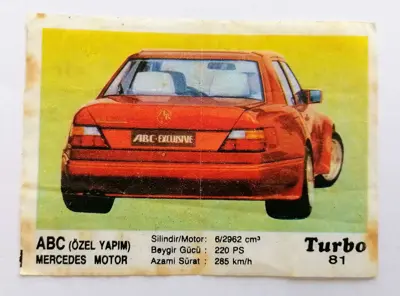 ABC-EXCLUSIVE
ABC (ÖZEL YAPIM)
MERCEDES MOTOR
Silindir/Motor: 6/2962 cm³
Beygir Gücü : 220 PS
Azami Sürat : 285 km/h
Turbo
81